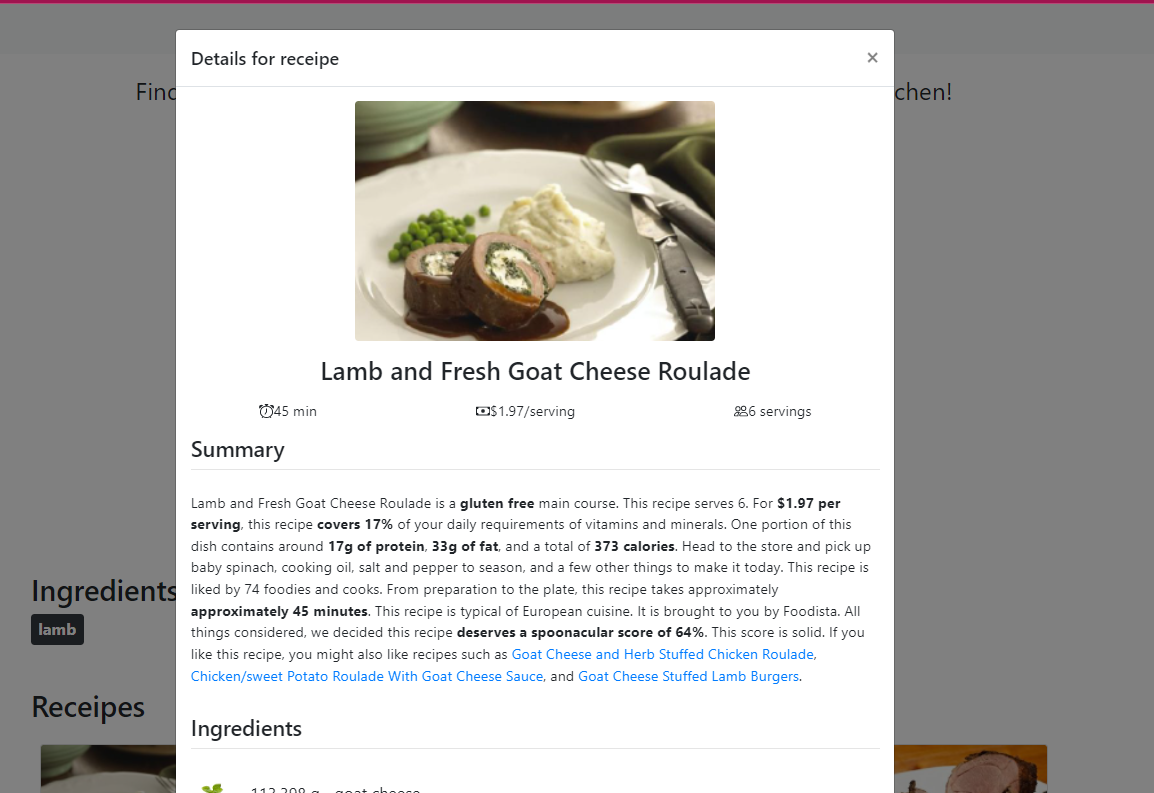 Details for receipe
×
Find
chen!
Lamb and Fresh Goat Cheese Roulade
45 min
$1.97/serving
6 servings
Summary
Lamb and Fresh Goat Cheese Roulade is a gluten free main course. This recipe serves 6. For $1.97 per
serving, this recipe covers 17% of your daily requirements of vitamins and minerals. One portion of this
dish contains around 17g of protein, 33g of fat, and a total of 373 calories. Head to the store and pick up
baby spinach, cooking oil, salt and pepper to season, and a few other things to make it today. This recipe is
liked by 74 foodies and cooks. From preparation to the plate, this recipe takes approximately
approximately 45 minutes. This recipe is typical of European cuisine. It is brought to you by Foodista. All
things considered, we decided this recipe deserves a spoonacular score of 64%. This score is solid. If you
like this recipe, you might also like recipes such as Goat Cheese and Herb Stuffed Chicken Roulade,
Chicken/sweet Potato Roulade With Goat Cheese Sauce, and Goat Cheese Stuffed Lamb Burgers.
Ingredients
113.398 g - goat cheese
Ingredients
lamb
Receipes